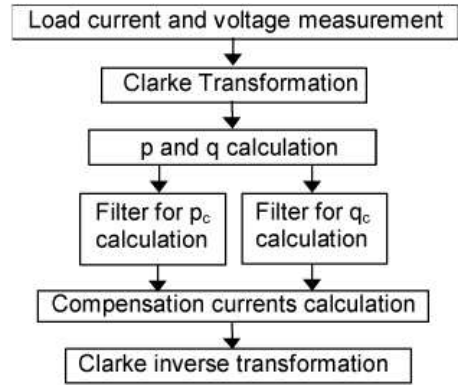 Load current and voltage measurement
Clarke Transformation
p and q calculation
Filter for pc
calculation
Filter for qc
calculation
Compensation currents calculation
Clarke inverse transformation